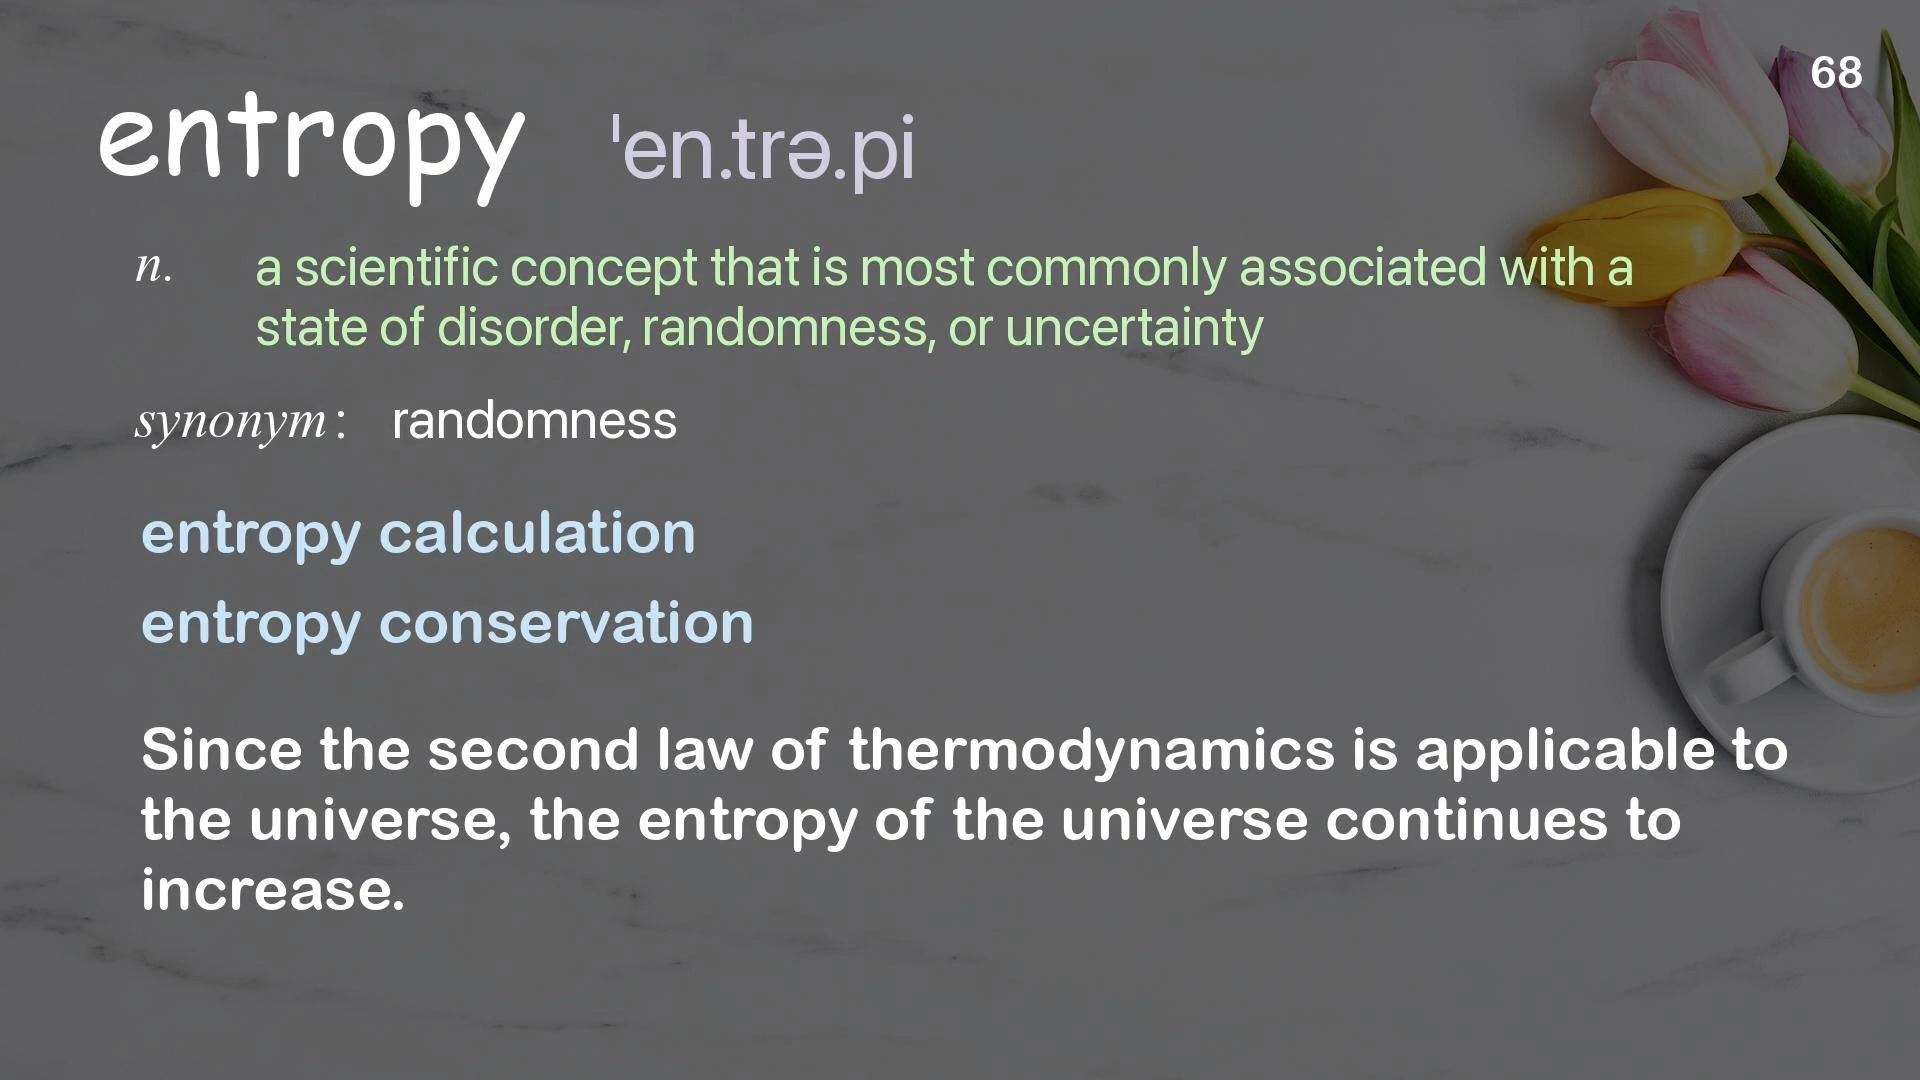 68
entropy ˈen.trə.pi
n. a scientific concept that is most commonly associated with a
state of disorder, randomness, or uncertainty
synonym: randomness
entropy calculation
entropy conservation
Since the second law of thermodynamics is applicable to
the universe, the entropy of the universe continues to
increase.